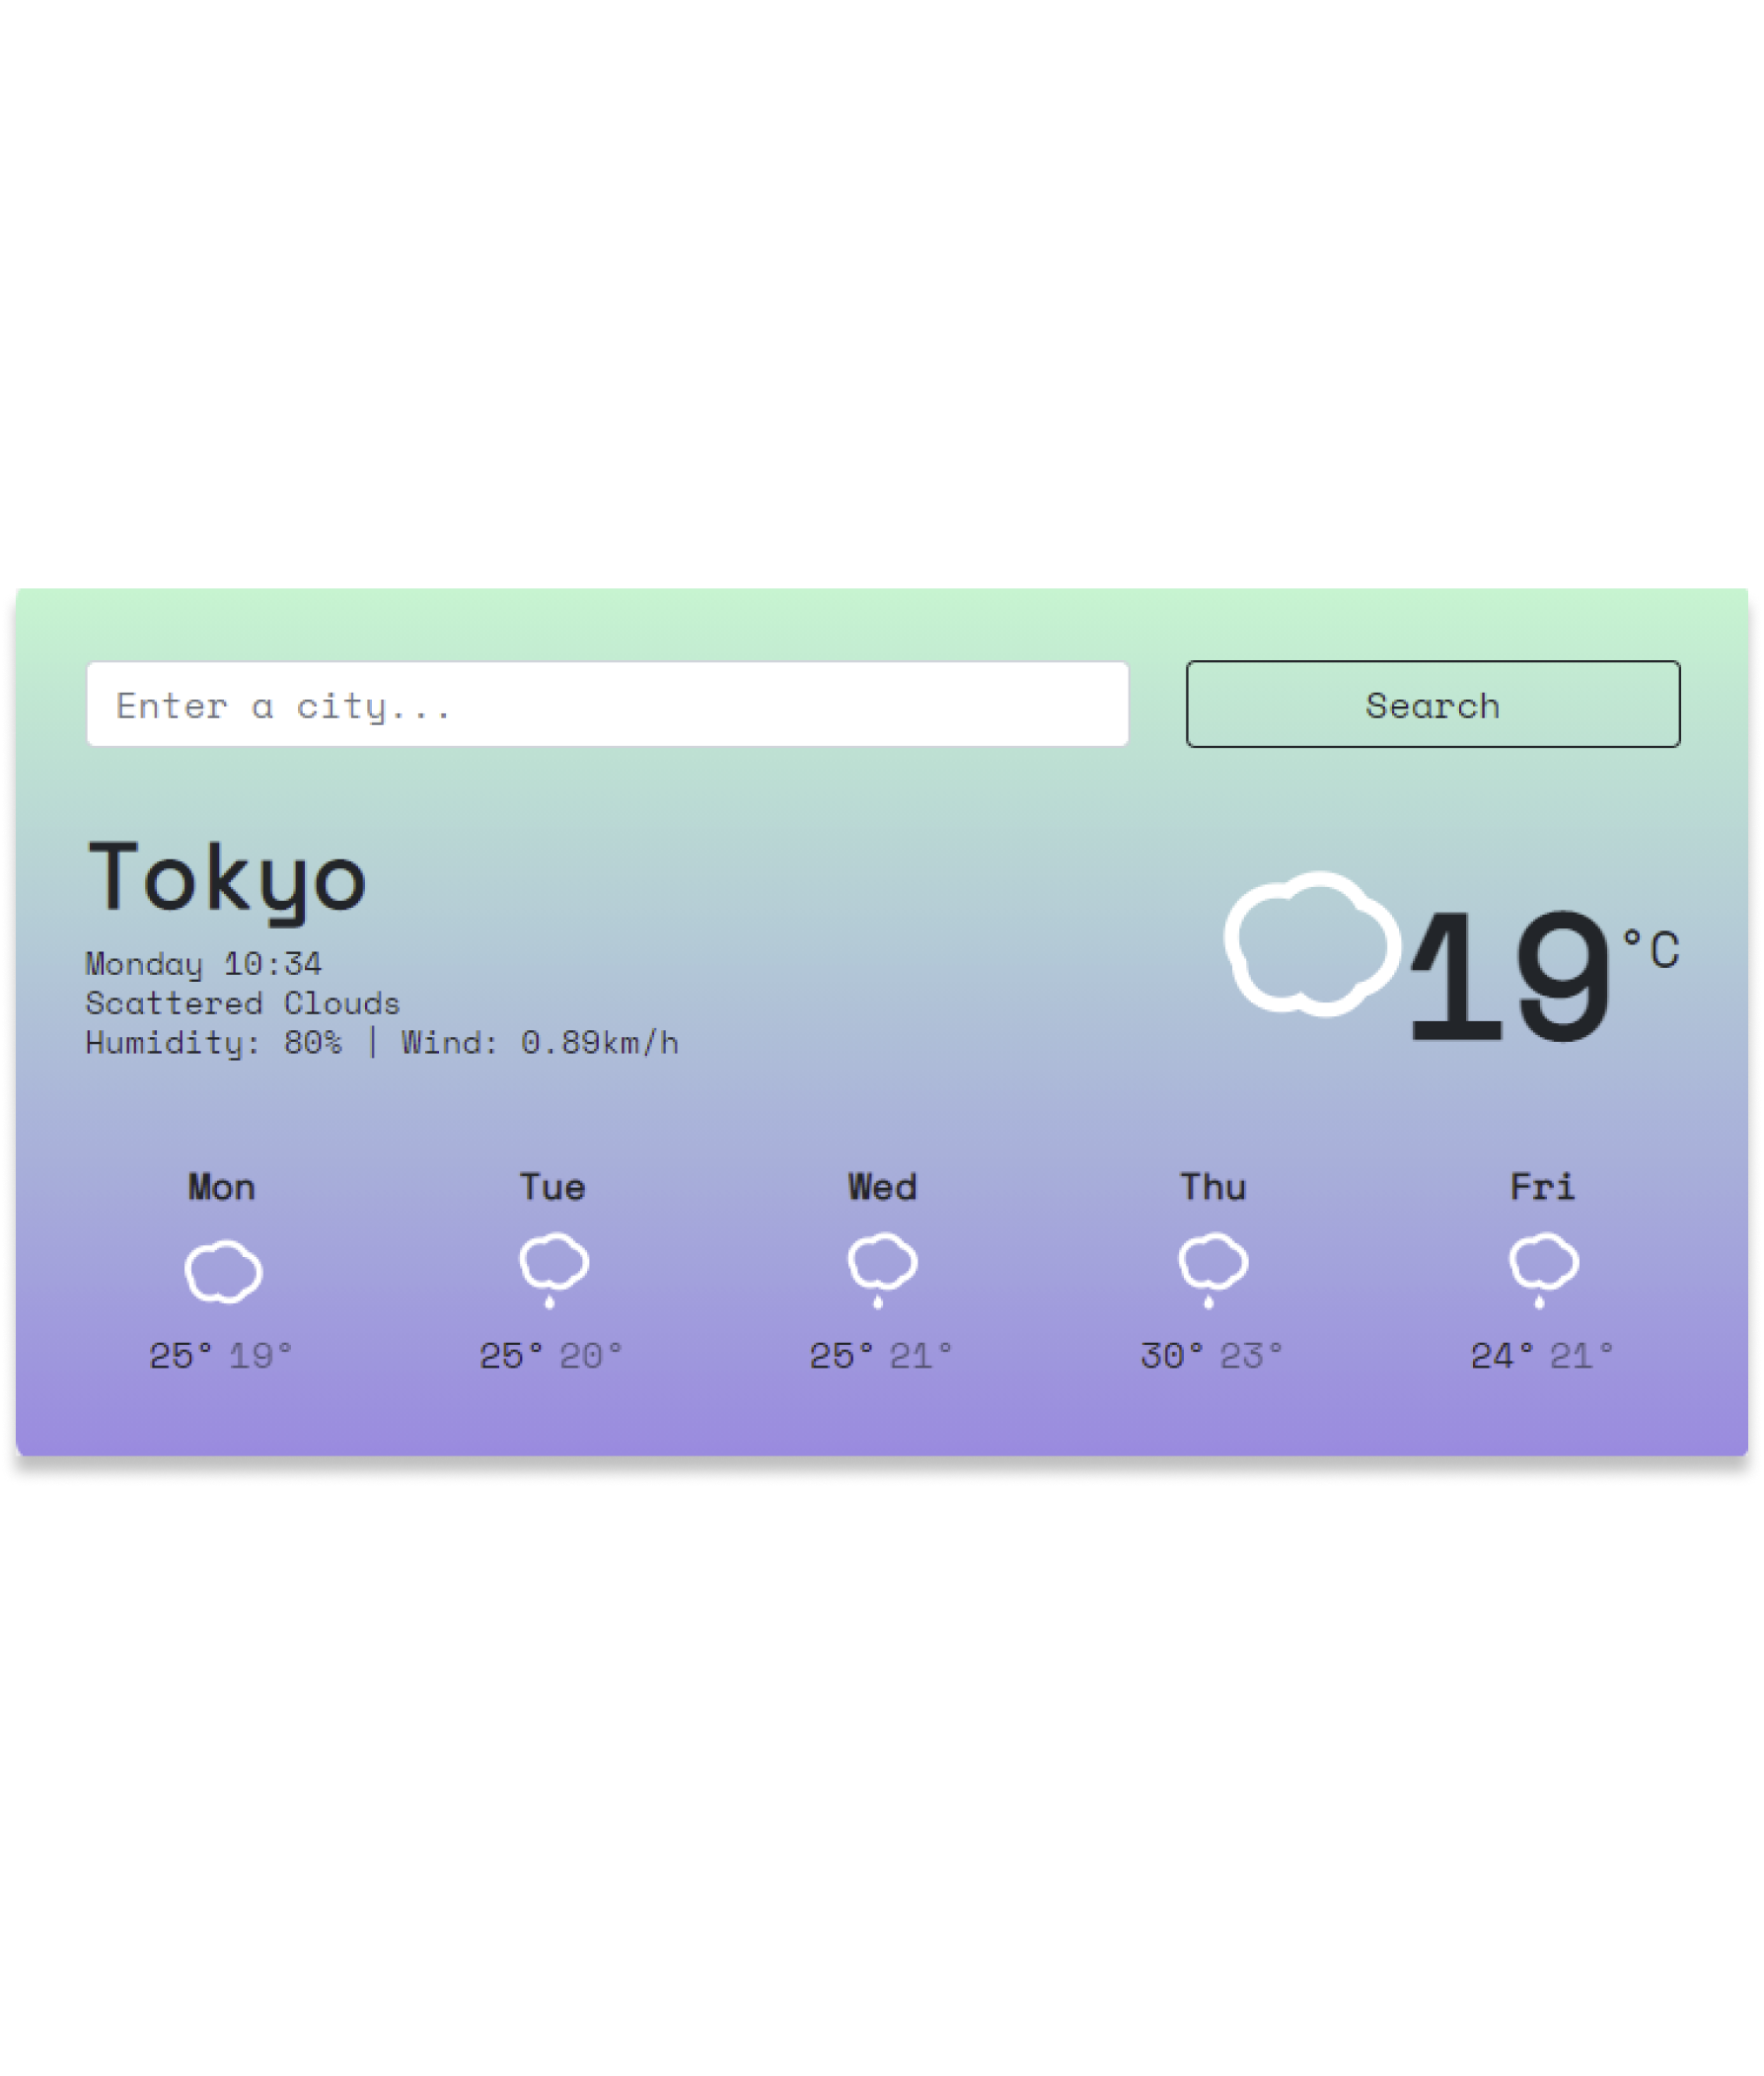 Enter a city... Search
Tokyo
Monday 10:34
Scattered Clouds
Humidity: 80% | Wind: 0.89km/h
19°C
Mon Tue Wed Thu Fri
25° 19° 25° 20° 25° 21° 30° 23° 24° 21°